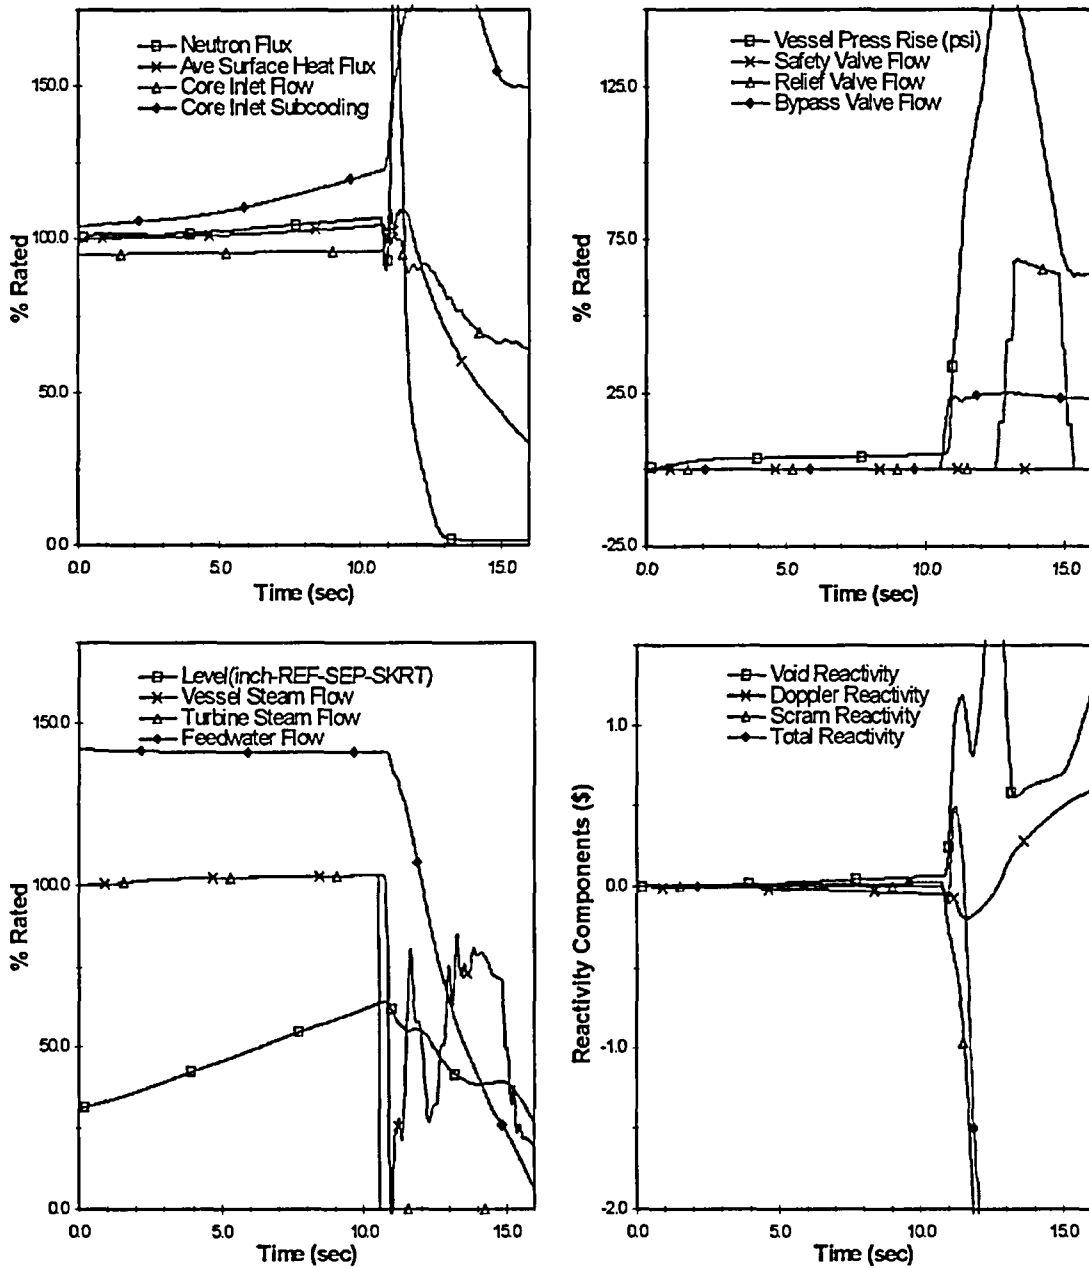 Neutron Flux
Ave Surface Heat Flux
Core Inlet Flow
Core Inlet Subcoding
150.0
100.0
50.0
0.0
% Rated
0.0
5.0
10.0
15.0
Time (sec)
Vessel Press Rise (psi)
Safety Valve Flow
Relief Valve Flow
Bypass Valve Flow
125.0
75.0
25.0
-25.0
% Rated
0.0
5.0
10.0
15.0
Time (sec)
Level(inch-REF-SEP-SKRT)
Vessel Steam Flow
Turbine Steam Flow
Feedwater Flow
150.0
100.0
50.0
0.0
% Rated
0.0
5.0
10.0
15.0
Time (sec)
Void Reactivity
Doppler Reactivity
Scram Reactivity
Total Reactivity
1.0
0.0
-1.0
-2.0
Reactivity Components ($)
0.0
5.0
10.0
15.0
Time (sec)